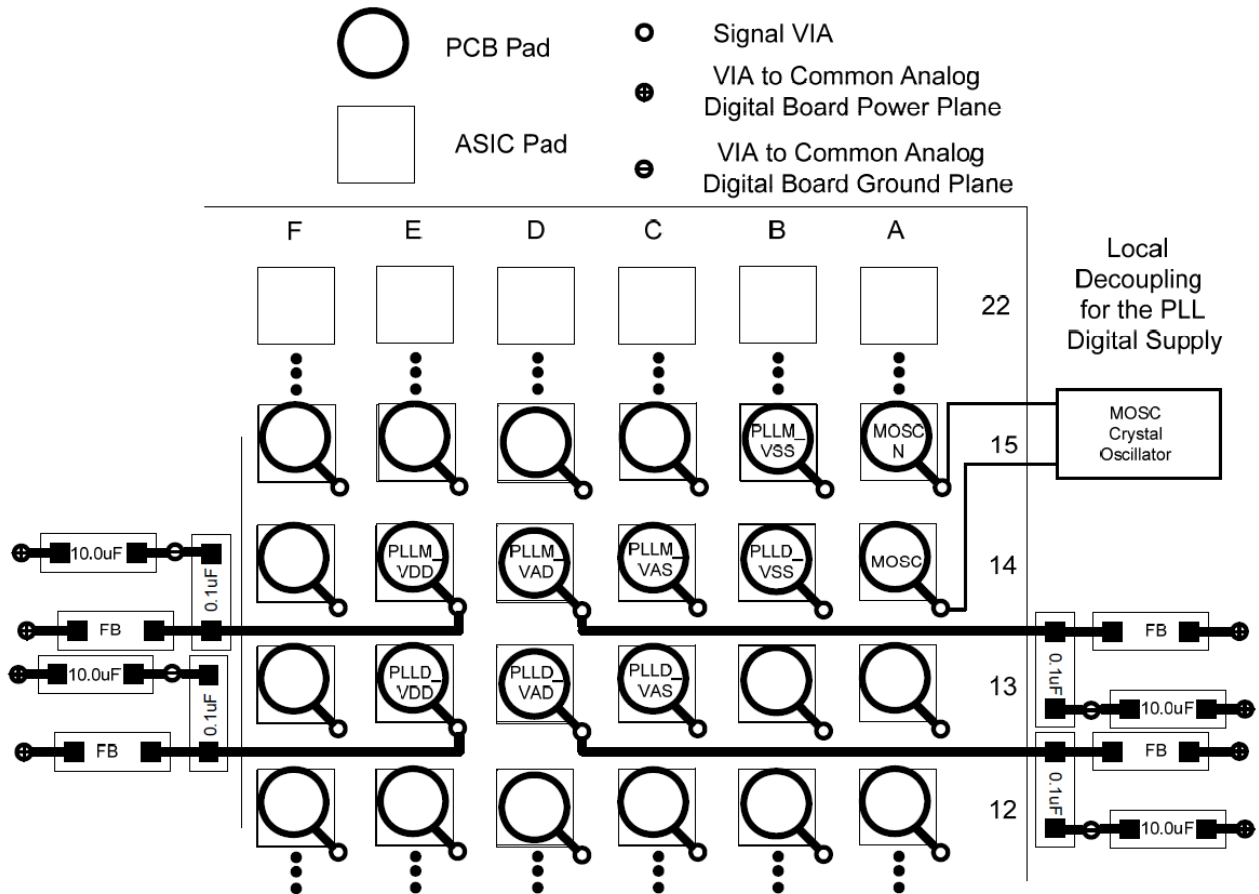 PCB Pad
ASIC Pad
Signal VIA
VIA to Common Analog
Digital Board Power Plane
VIA to Common Analog
Digital Board Ground Plane
F E D C B A
22
Local
Decoupling
for the PLL
Digital Supply
PLLM_
VSS
MOSC
N
15
MOSC
Crystal
Oscillator
10.0uF
0.1uF
FB
PLLM_
VDD
PLLM_
VAD
PLLM_
VAS
PLLD_
VSS
MOSC
14
FB
0.1uF
10.0uF
10.0uF
0.1uF
FB
PLLD_
VDD
PLLD_
VAD
PLLD_
VAS
13
FB
0.1uF
10.0uF
12